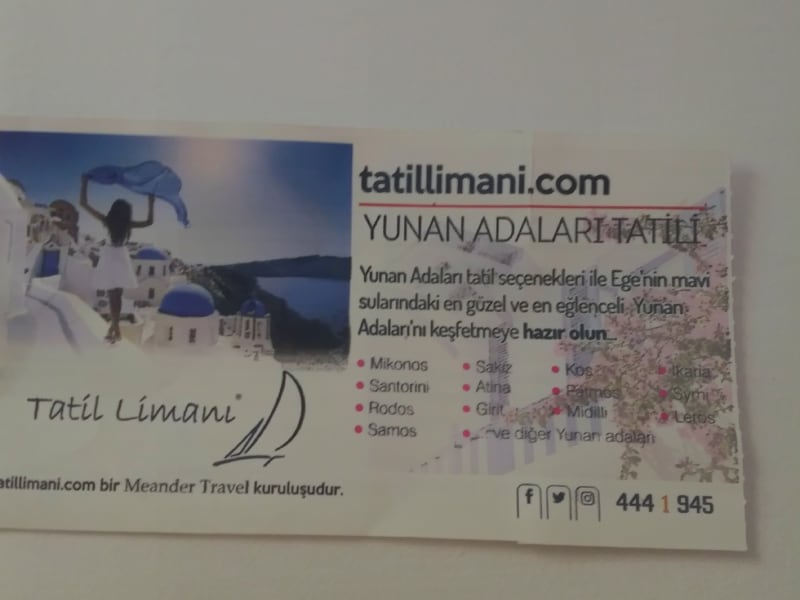 tatillimani.com
YUNAN ADALARI TATİLİ
Yunan Adaları tatil seçenekleri ile Ege'nin mavi
sularındaki en güzel ve en eğlenceli Yunan
Adaları'nı keşfetmeye hazır olun...
• Mikonos • Sakız • Kos • Ikaria
• Santorini • Atina • Patmos • Symi
• Rodos • Girit • Midilli • Leros
• Samos • ve diğer Yunan adaları
Tatil Limanı®
atillimani.com bir Meander Travel kuruluşudur.
444 1 945